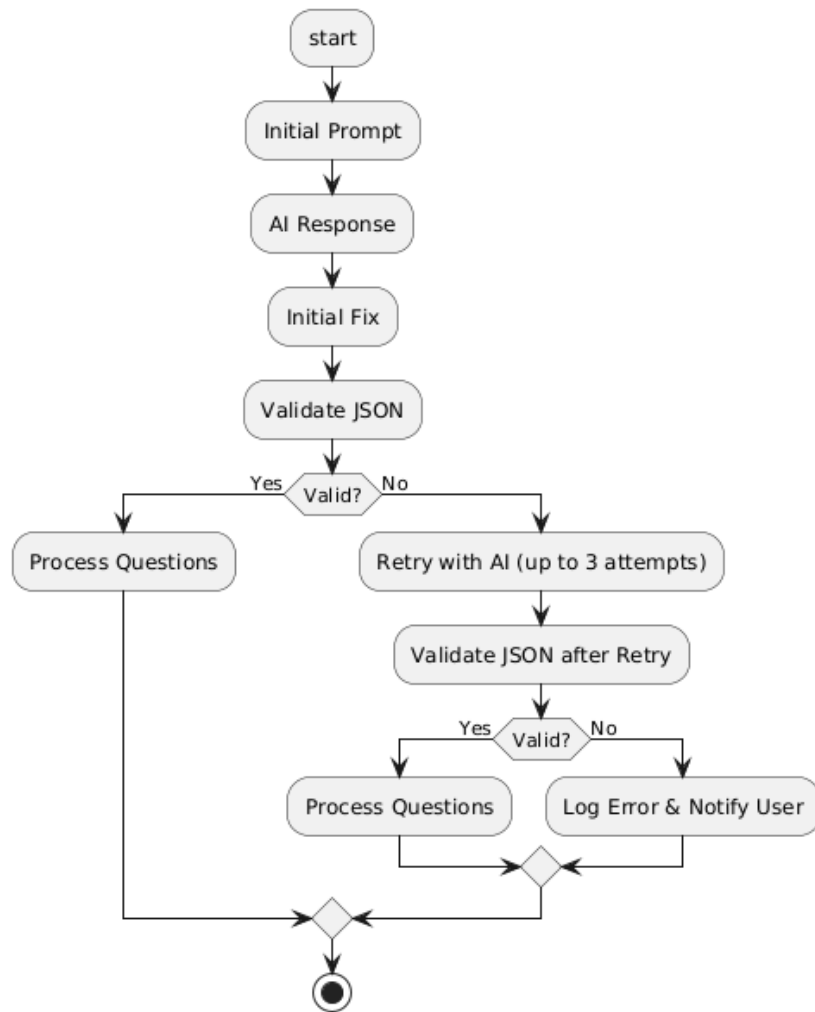 start
Initial Prompt
AI Response
Initial Fix
Validate JSON
Yes
Valid?
No
Process Questions
Retry with AI (up to 3 attempts)
Validate JSON after Retry
Yes
Valid?
No
Process Questions
Log Error & Notify User